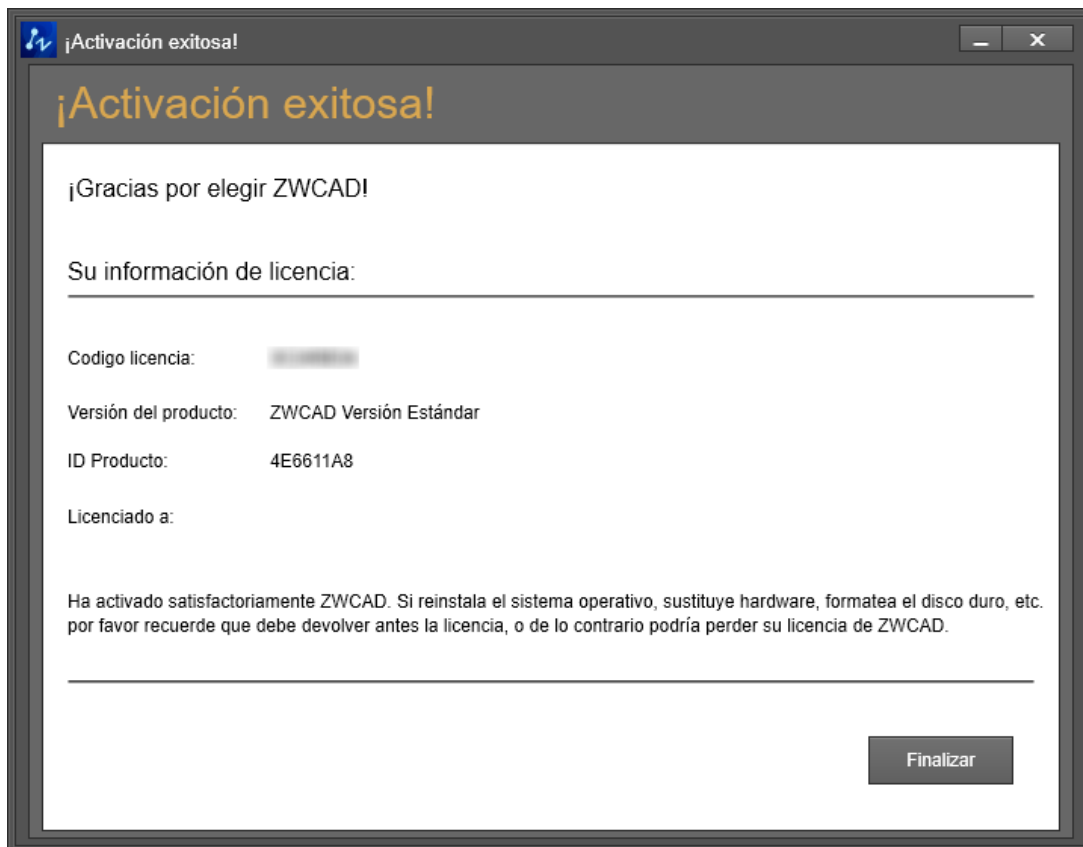 ¡Activación exitosa!
¡Activación exitosa!
¡Gracias por elegir ZWCAD!
Su información de licencia:
Codigo licencia:
Versión del producto: ZWCAD Versión Estándar
ID Producto: 4E6611A8
Licenciado a:
Ha activado satisfactoriamente ZWCAD. Si reinstala el sistema operativo, sustituye hardware, formatea el disco duro, etc.
por favor recuerde que debe devolver antes la licencia, o de lo contrario podría perder su licencia de ZWCAD.
Finalizar